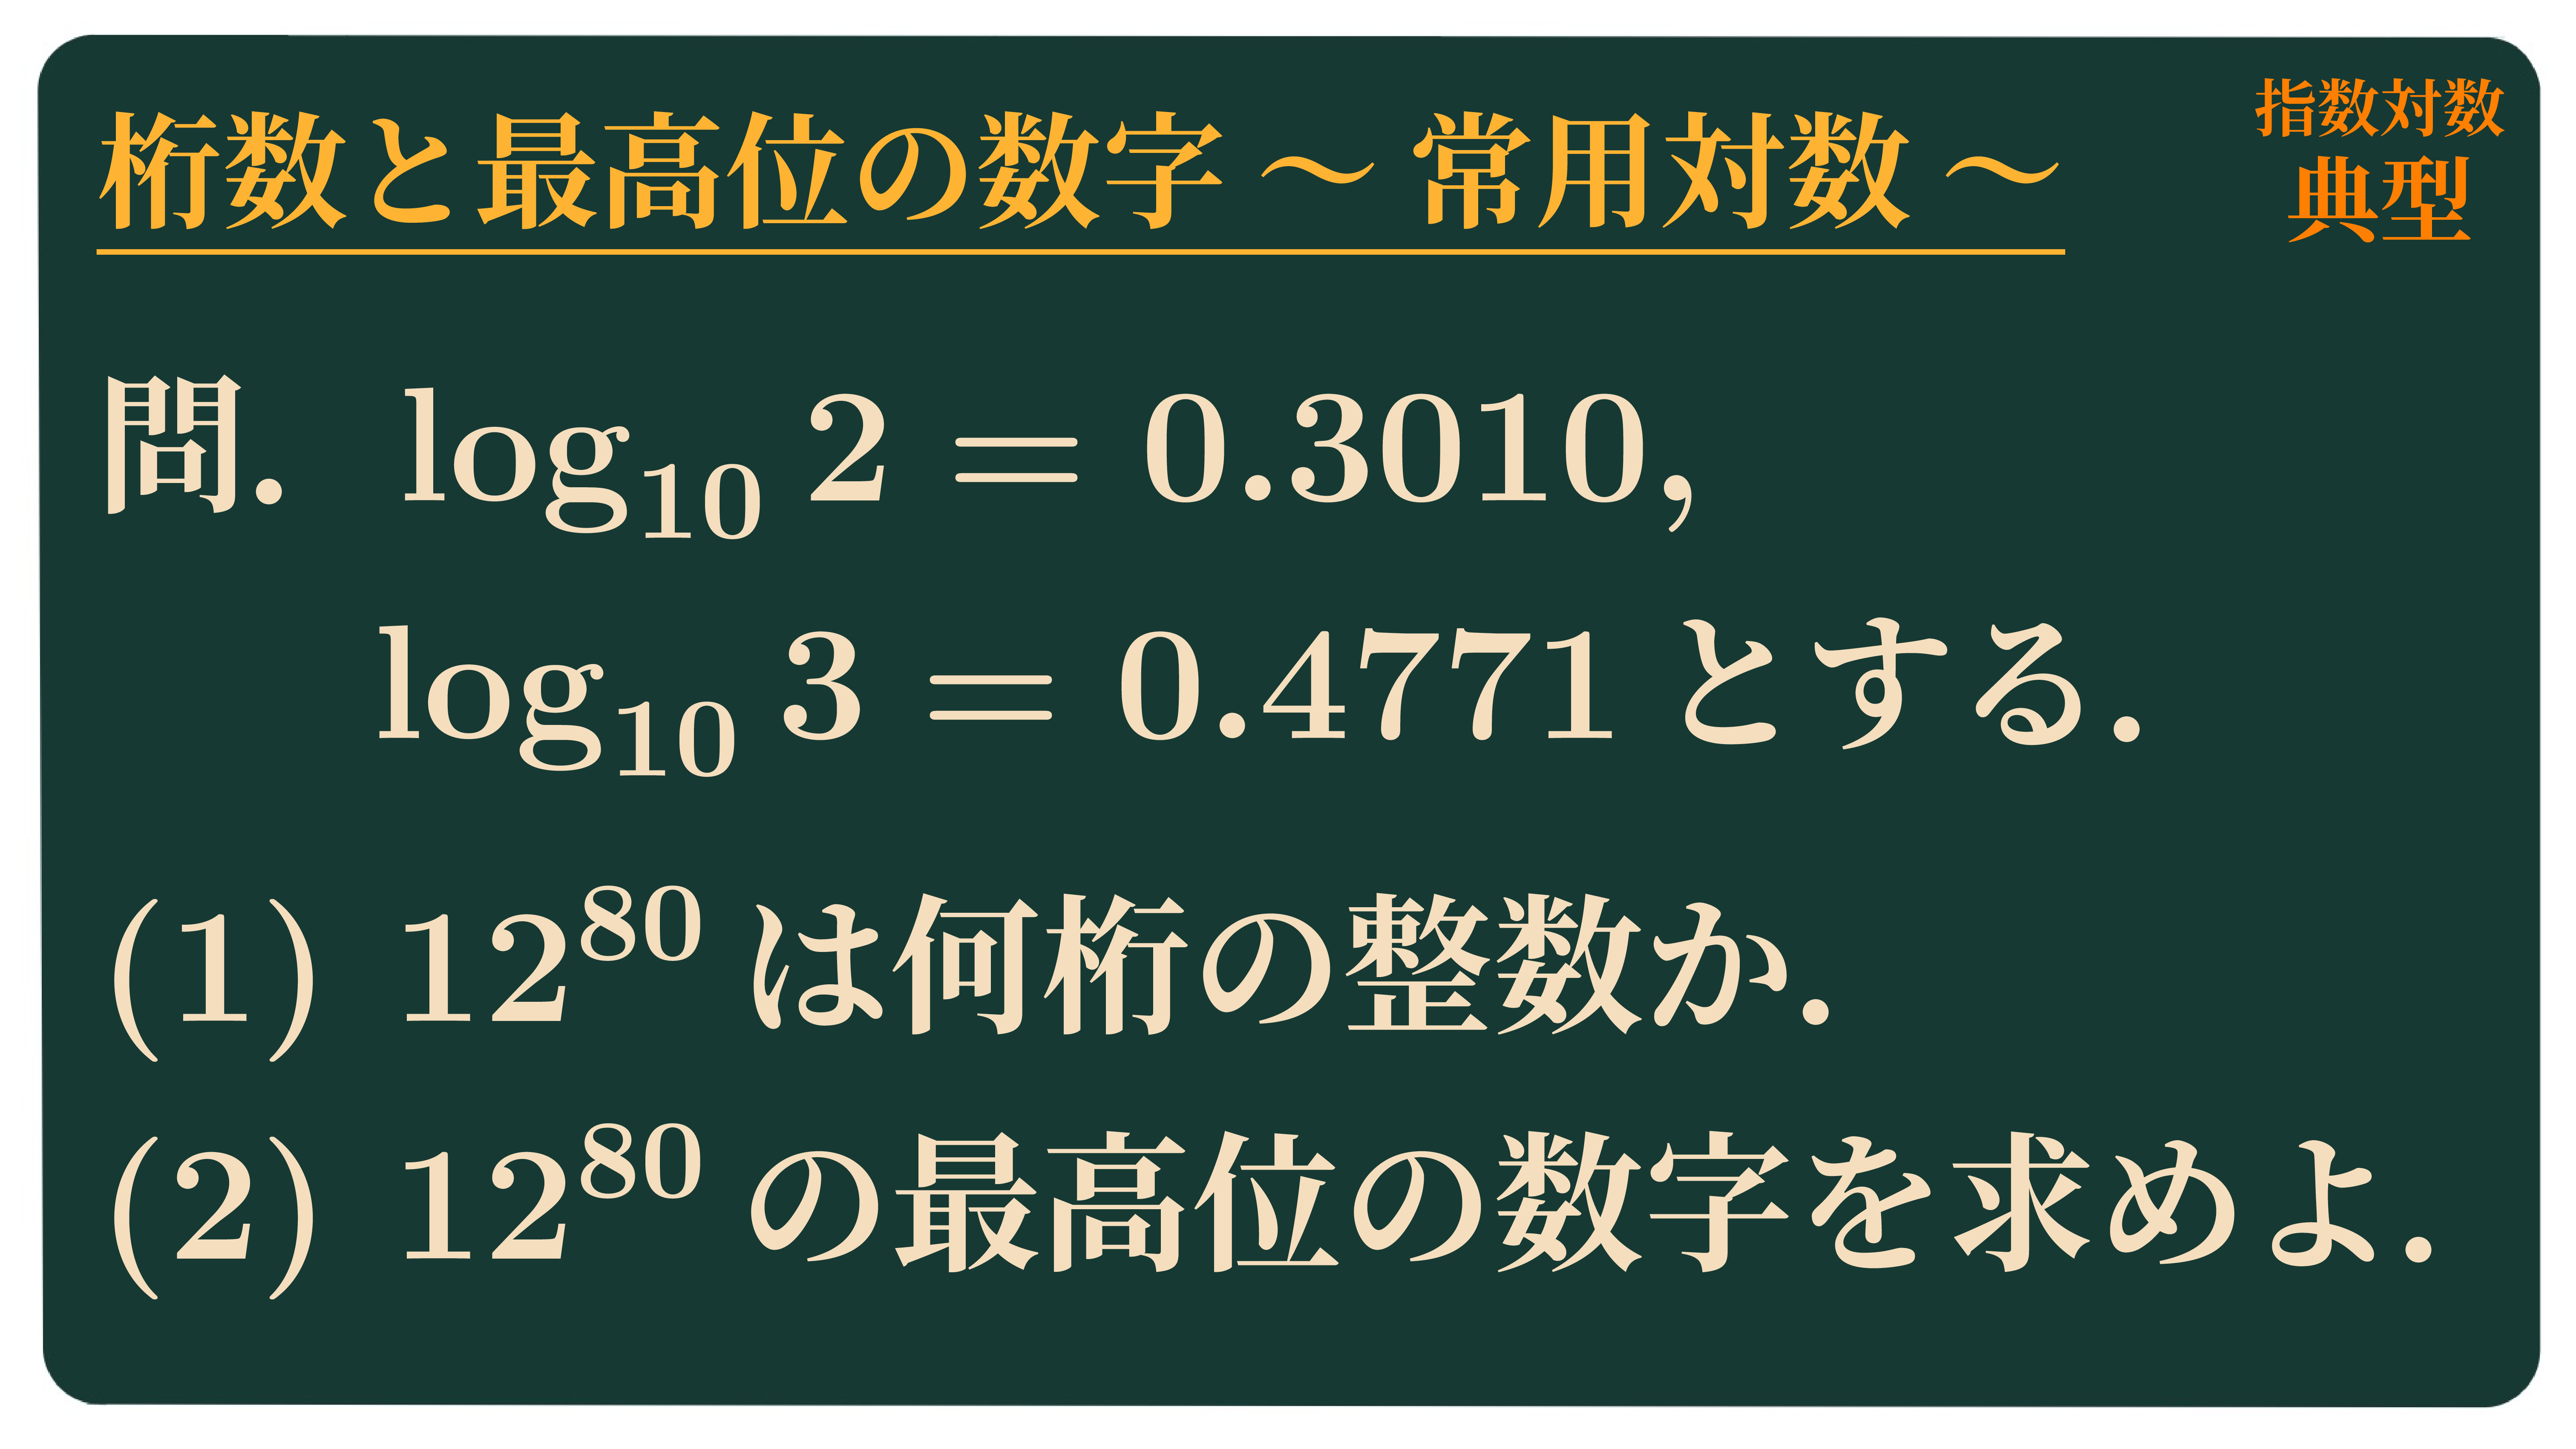 桁数と最高位の数字 ～ 常用対数 ～
指数対数
典型
問. log₁₀ 2 = 0.3010,
log₁₀ 3 = 0.4771 とする.
(1) 12⁸⁰ は何桁の整数か.
(2) 12⁸⁰ の最高位の数字を求めよ.